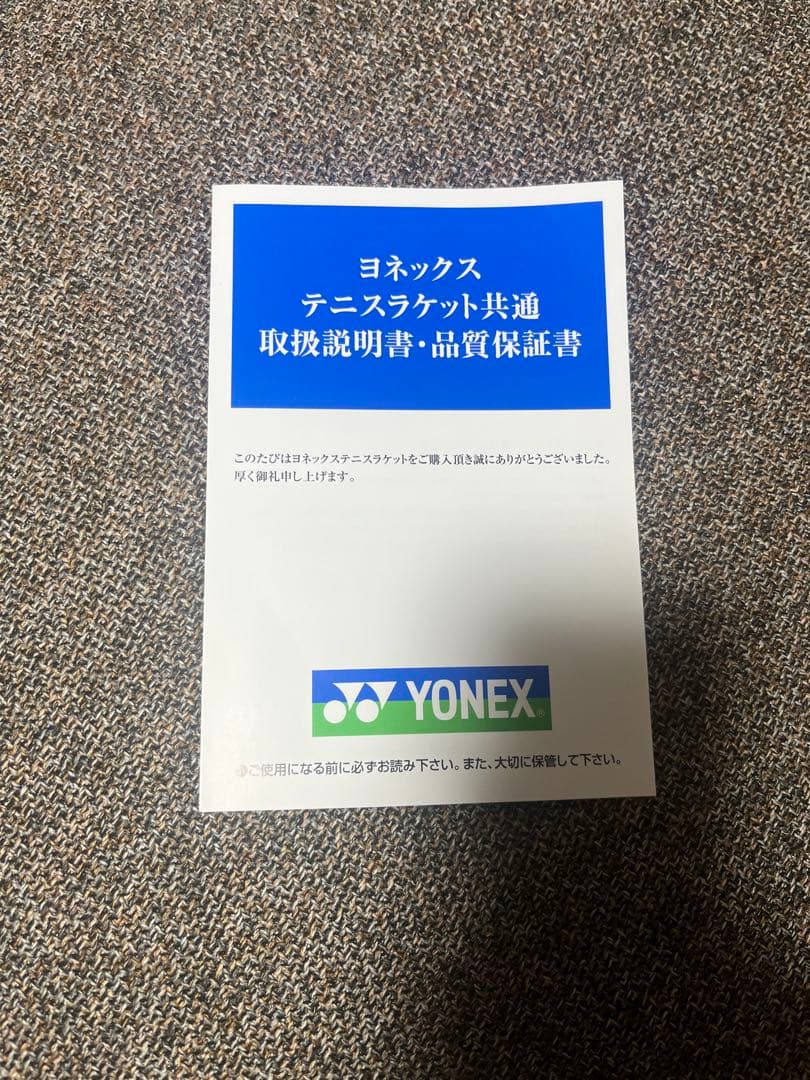 ヨネックス
テニスラケット共通
取扱説明書・品質保証書
このたびはヨネックステニスラケットをご購入頂き誠にありがとうございました。
厚く御礼申し上げます。
YONEX®
●ご使用になる前に必ずお読み下さい。また、大切に保管して下さい。